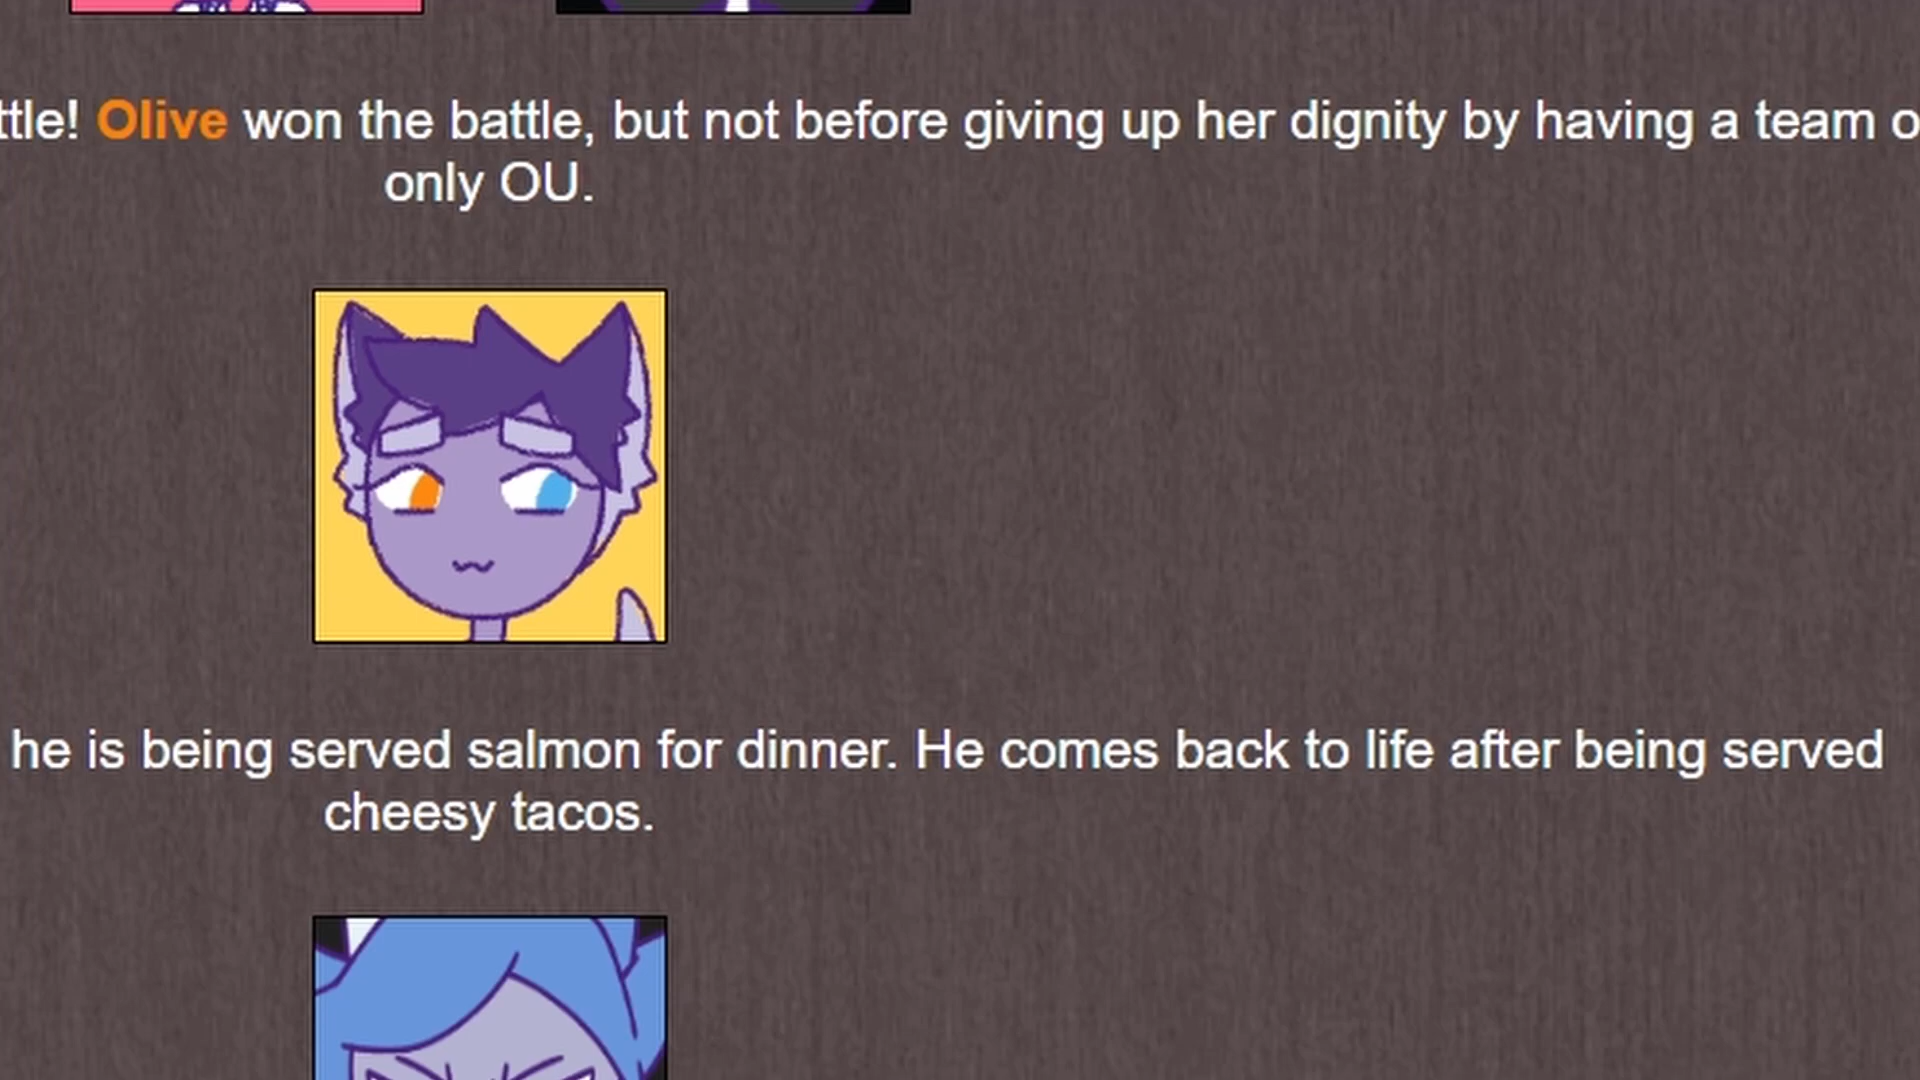 ttle! Olive won the battle, but not before giving up her dignity by having a team o
only OU.
he is being served salmon for dinner. He comes back to life after being served
cheesy tacos.